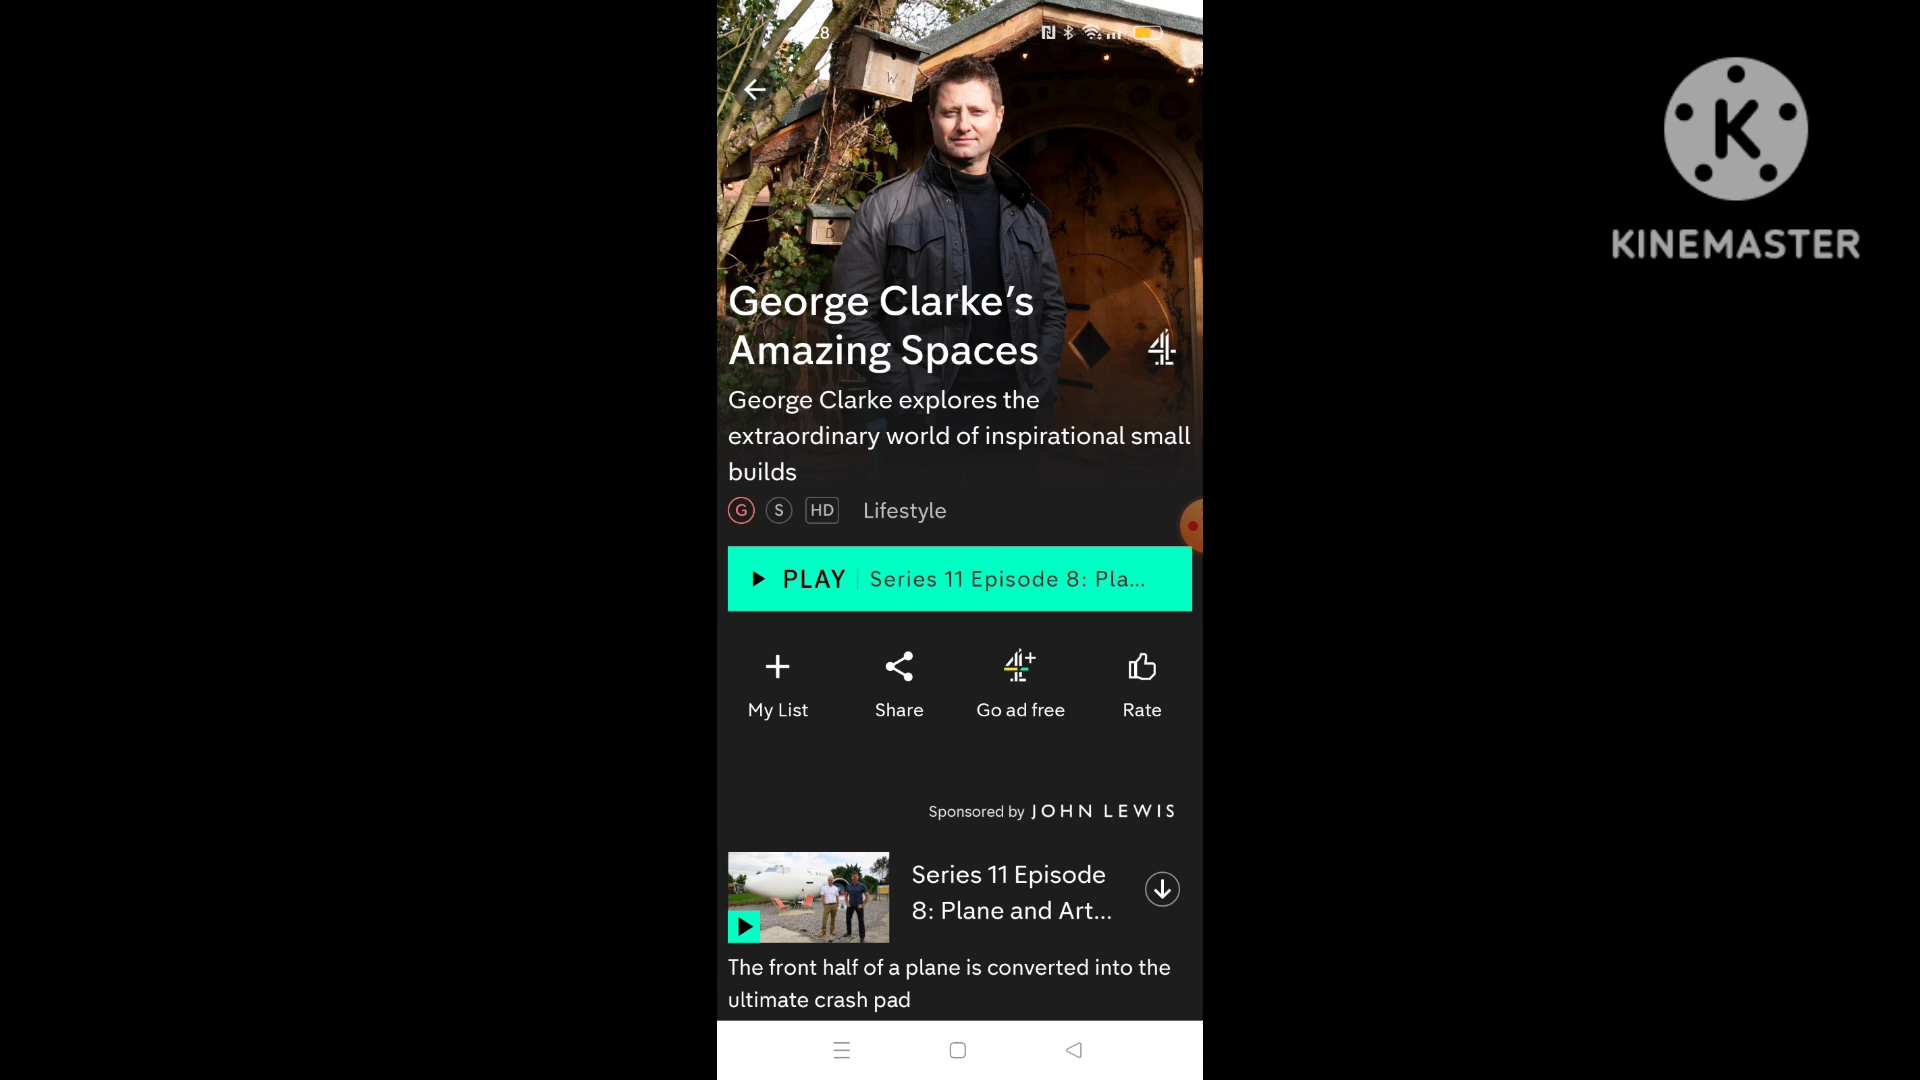 W
D
George Clarke’s
Amazing Spaces
George Clarke explores the
extraordinary world of inspirational small
builds
G S HD Lifestyle
PLAY Series 11 Episode 8: Pla...
My List Share Go ad free Rate
Sponsored by JOHN LEWIS
Series 11 Episode
8: Plane and Art...
The front half of a plane is converted into the
ultimate crash pad
K
KINEMASTER